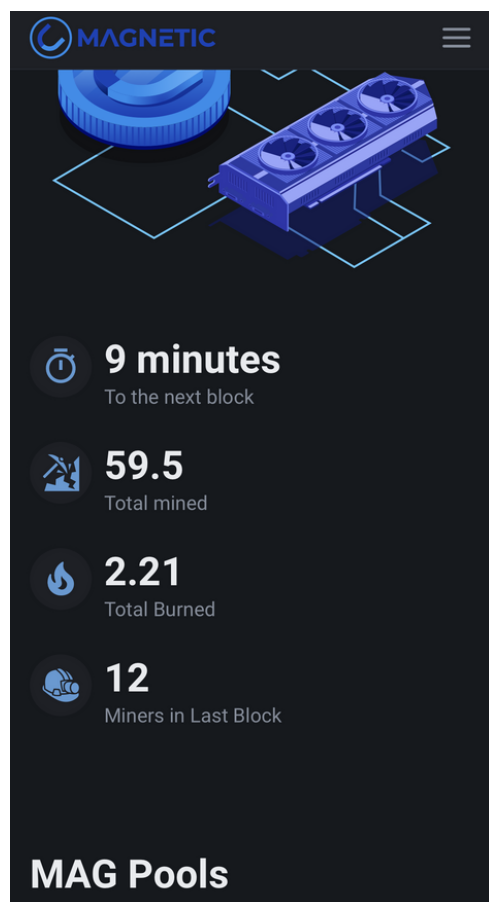 MAGNETIC
9 minutes
To the next block
59.5
Total mined
2.21
Total Burned
12
Miners in Last Block
MAG Pools